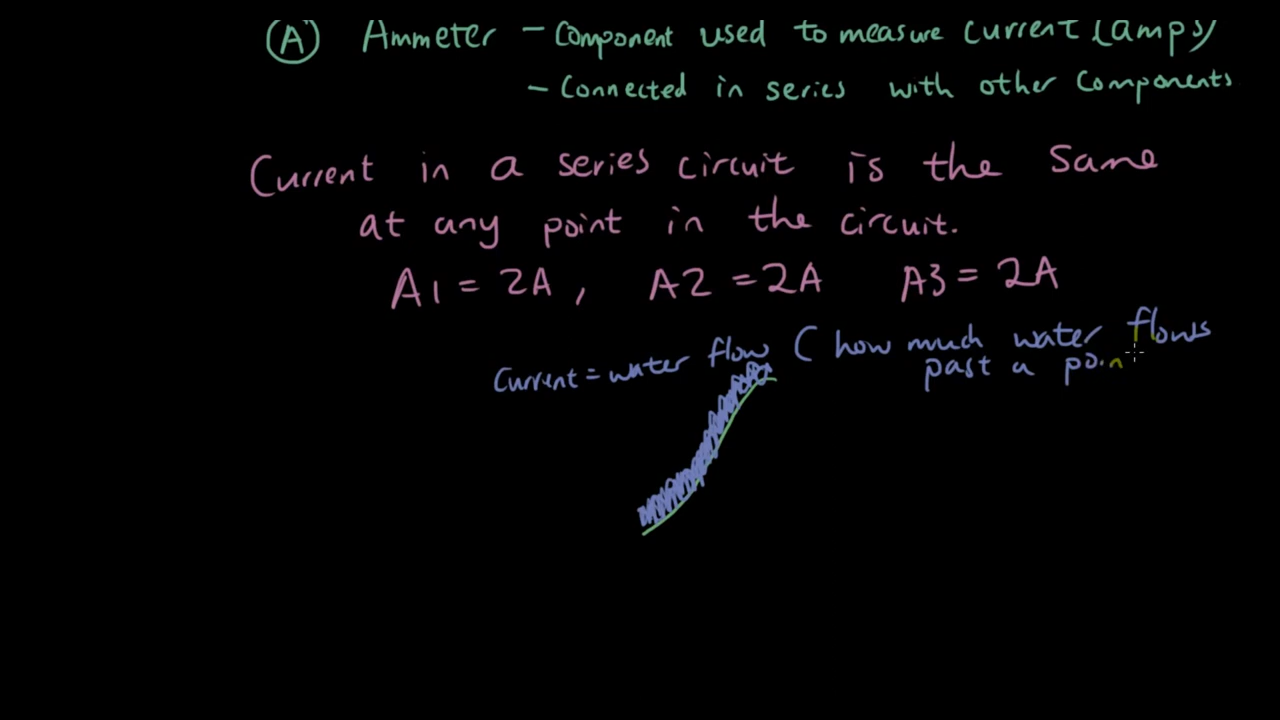 (A) Ammeter - Component used to measure current (amps)
- Connected in series with other components
Current in a series circuit is the same
at any point in the circuit.
A1 = 2A, A2 = 2A A3 = 2A
Current = water flow ( how much water flows
past a poin